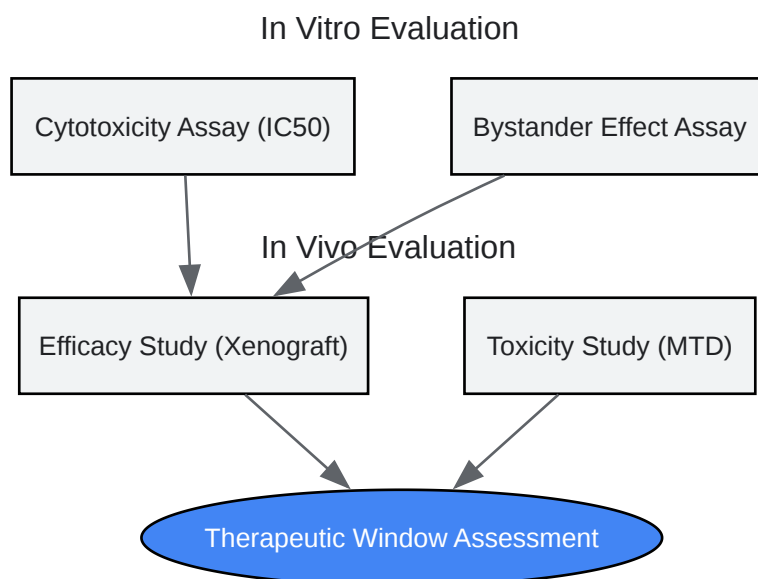 In Vitro Evaluation
Cytotoxicity Assay (IC50)
Bystander Effect Assay
In Vivo Evaluation
Efficacy Study (Xenograft)
Toxicity Study (MTD)
Therapeutic Window Assessment